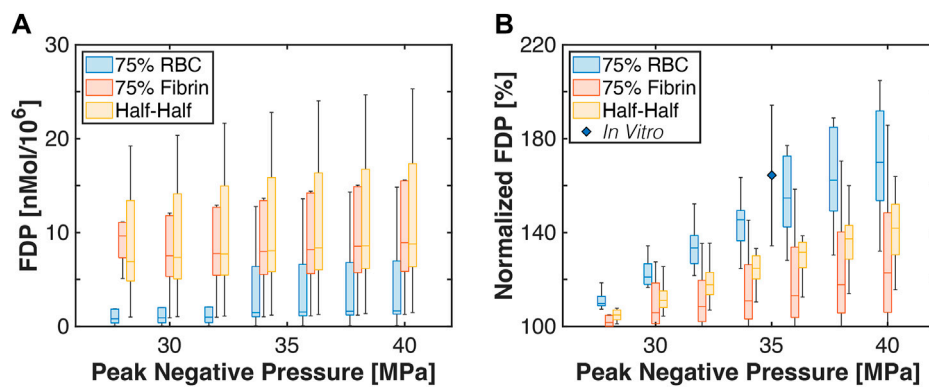 A
FDP [nMol/10⁶]
30
20
10
0
75% RBC
75% Fibrin
Half-Half
30
35
40
Peak Negative Pressure [MPa]
B
Normalized FDP [%]
220
180
140
100
75% RBC
75% Fibrin
Half-Half
In Vitro
30
35
40
Peak Negative Pressure [MPa]